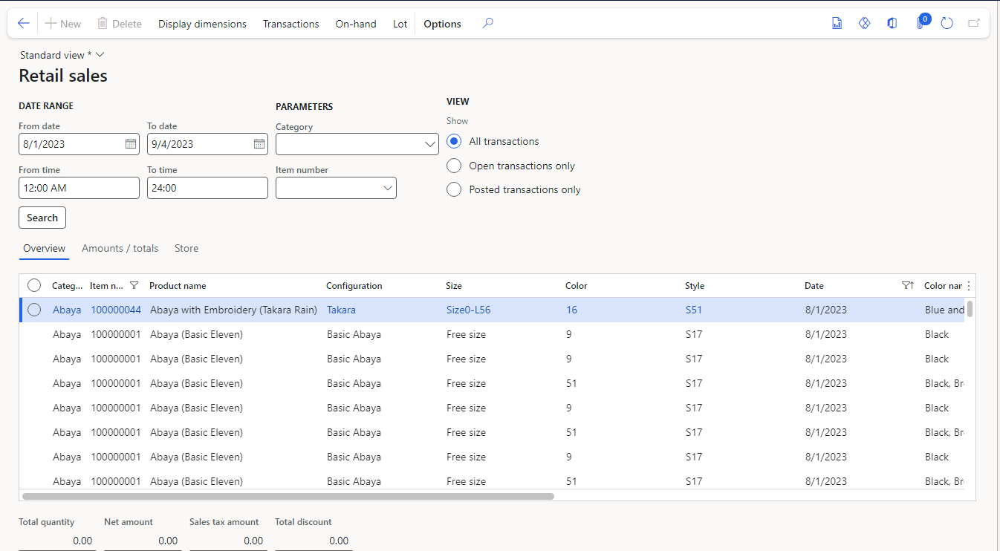 New Delete Display dimensions Transactions On-hand Lot Options 0
Standard view *
Retail sales
DATE RANGE PARAMETERS VIEW
From date To date Category Show
8/1/2023 9/4/2023 All transactions
From time To time Item number Open transactions only
12:00 AM 24:00 Posted transactions only
Search
Overview Amounts / totals Store
Categ... Item n... Product name Configuration Size Color Style Date Color nar
Abaya 100000044 Abaya with Embroidery (Takara Rain) Takara Size0-L56 16 S51 8/1/2023 Blue and
Abaya 100000001 Abaya (Basic Eleven) Basic Abaya Free size 9 S17 8/1/2023 Black
Abaya 100000001 Abaya (Basic Eleven) Basic Abaya Free size 9 S17 8/1/2023 Black
Abaya 100000001 Abaya (Basic Eleven) Basic Abaya Free size 51 S17 8/1/2023 Black, Br
Abaya 100000001 Abaya (Basic Eleven) Basic Abaya Free size 9 S17 8/1/2023 Black
Abaya 100000001 Abaya (Basic Eleven) Basic Abaya Free size 51 S17 8/1/2023 Black, Br
Abaya 100000001 Abaya (Basic Eleven) Basic Abaya Free size 9 S17 8/1/2023 Black
Abaya 100000001 Abaya (Basic Eleven) Basic Abaya Free size 51 S17 8/1/2023 Black, Br
Total quantity Net amount Sales tax amount Total discount
0.00 0.00 0.00 0.00